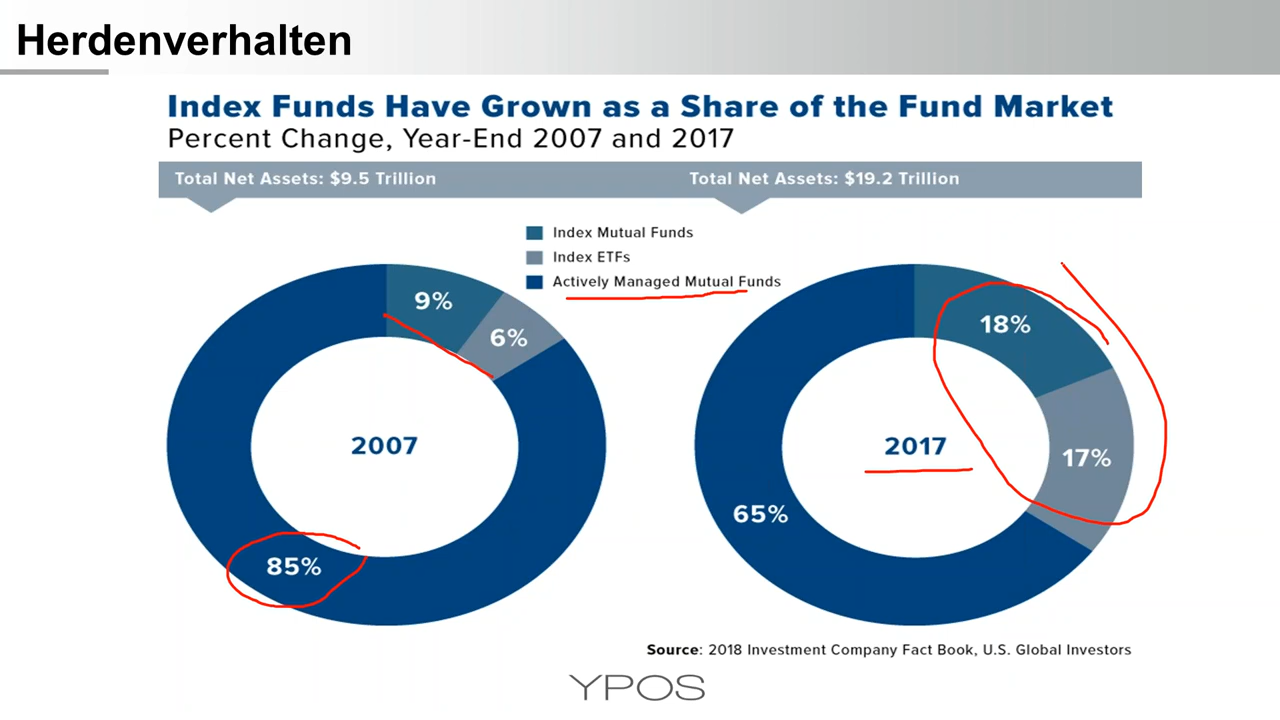 Herdenverhalten
Index Funds Have Grown as a Share of the Fund Market
Percent Change, Year-End 2007 and 2017
Total Net Assets: $9.5 Trillion
Total Net Assets: $19.2 Trillion
Index Mutual Funds
Index ETFs
Actively Managed Mutual Funds
9%
6%
2007
85%
18%
17%
2017
65%
Source: 2018 Investment Company Fact Book, U.S. Global Investors
YPOS